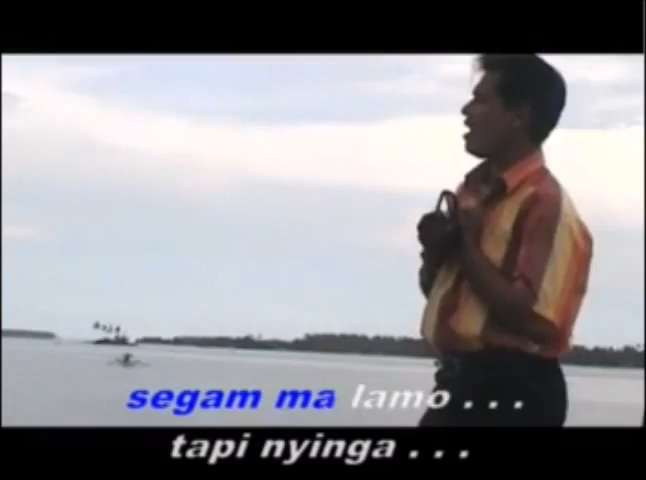 segam ma lamo . . .
tapi nyinga . . .